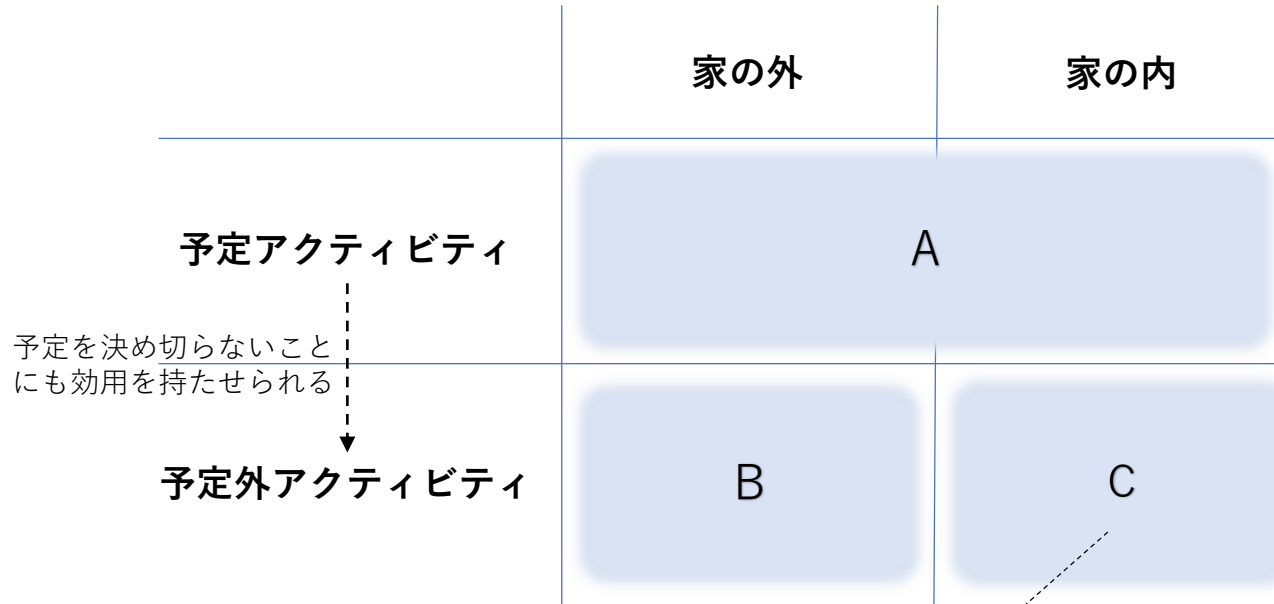 家の外
家の内
予定アクティビティ
A
予定を決め切らないこと
にも効用を持たせられる
予定外アクティビティ
B
C